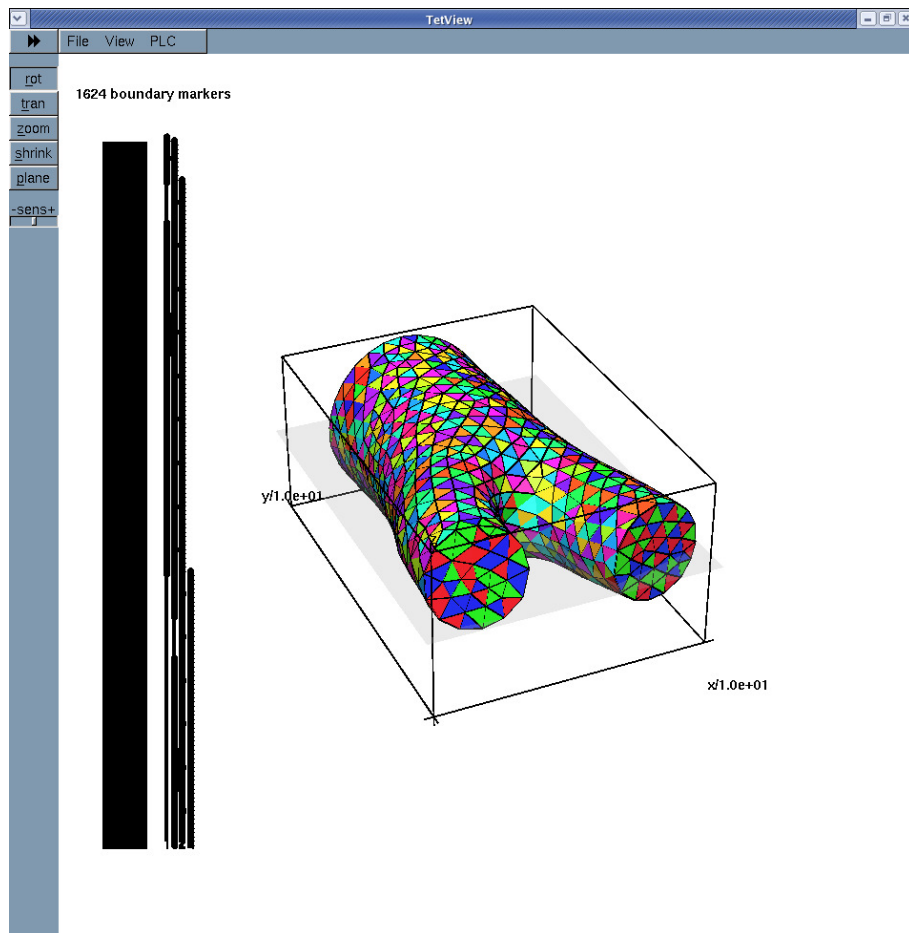 TetView
File View PLC
rot
tran
zoom
shrink
plane
-sens+
1624 boundary markers
y/1.0e+01
x/1.0e+01